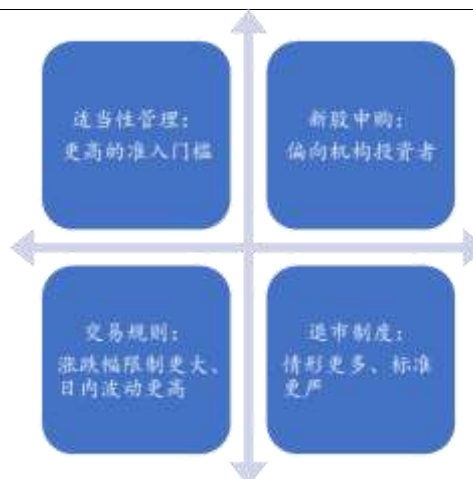 适当性管理：
更高的准入门槛
新股申购：
偏向机构投资者
交易规则：
涨跌幅限制更大、
日内波动更高
退市制度：
情形更多、标准
更严